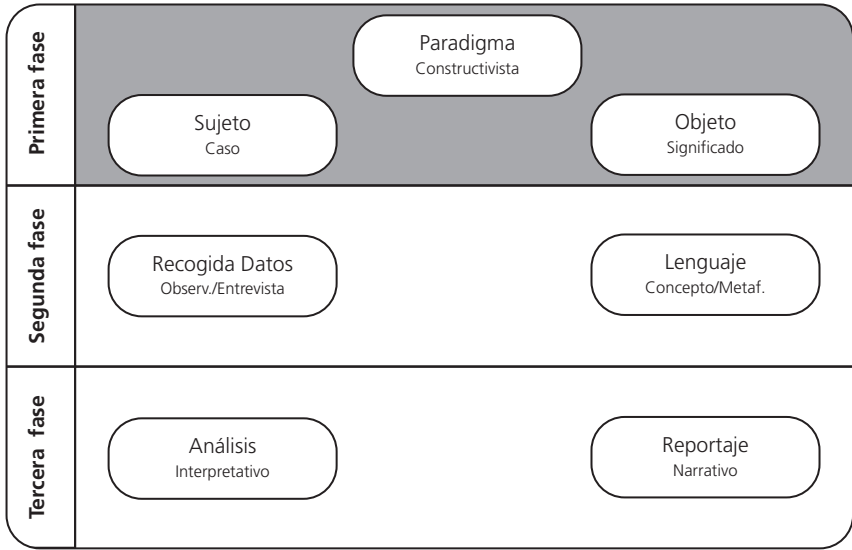 Primera fase
Paradigma
Constructivista
Sujeto
Caso
Objeto
Significado
Segunda fase
Recogida Datos
Observ./Entrevista
Lenguaje
Concepto/Metaf.
Tercera fase
Análisis
Interpretativo
Reportaje
Narrativo